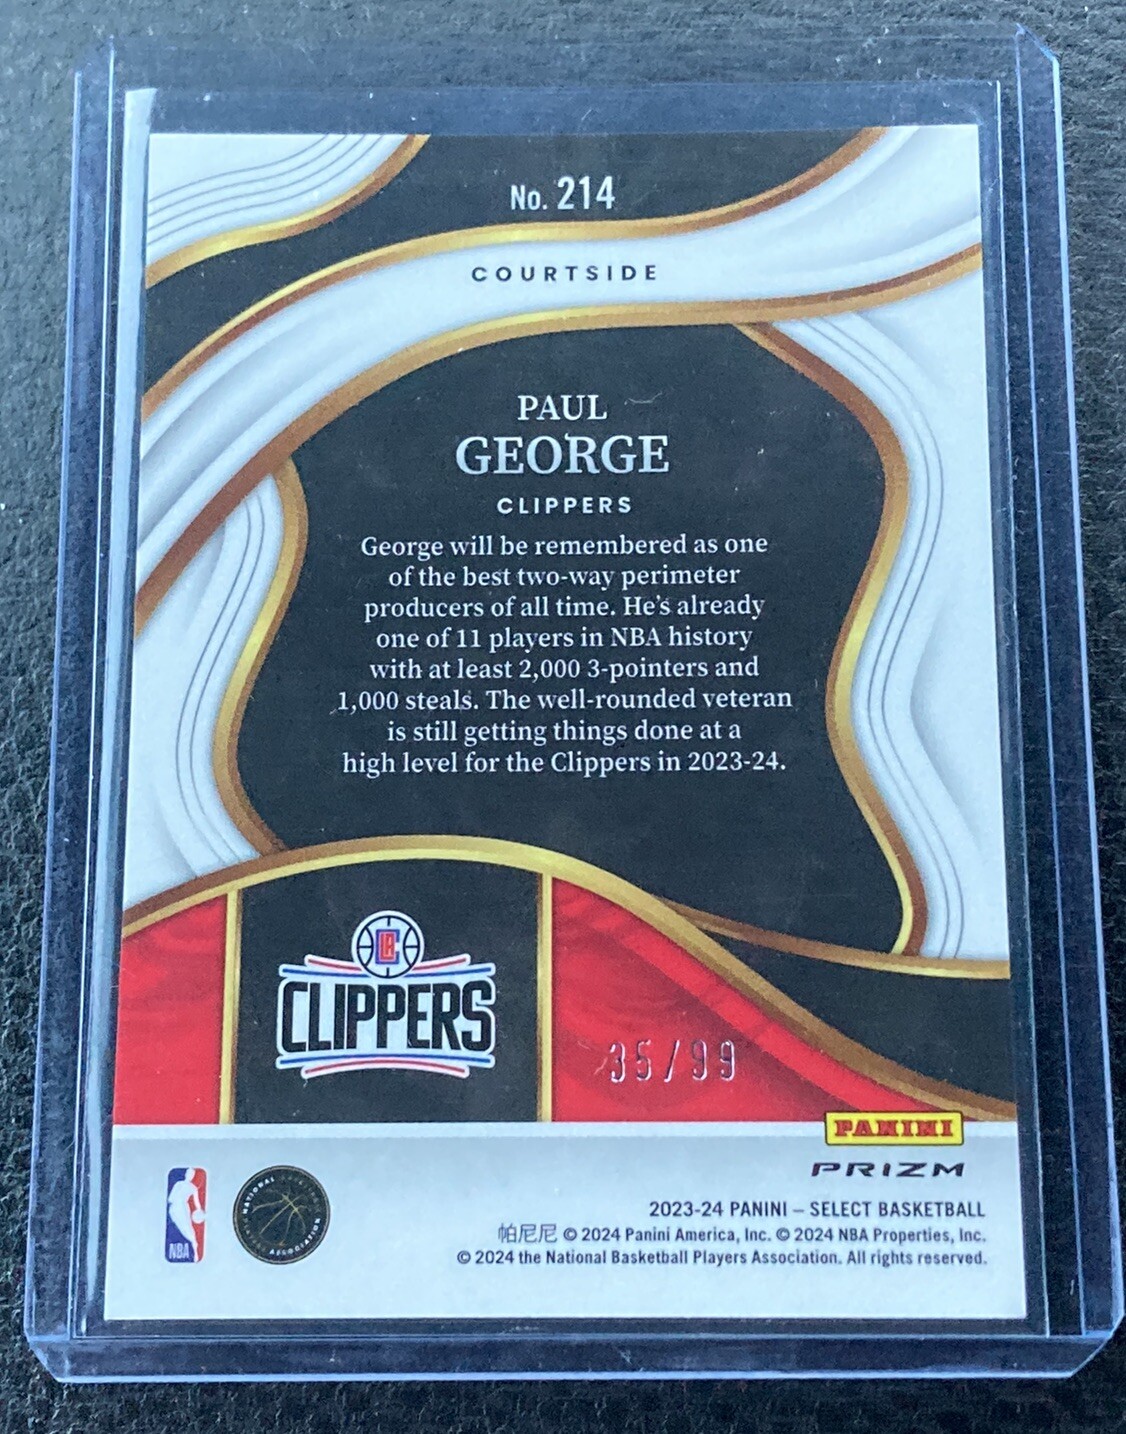 No. 214
COURTSIDE
PAUL
GEORGE
CLIPPERS
George will be remembered as one
of the best two-way perimeter
producers of all time. He's already
one of 11 players in NBA history
with at least 2,000 3-pointers and
1,000 steals. The well-rounded veteran
is still getting things done at a
high level for the Clippers in 2023-24.
CLIPPERS
35/99
PANINI
PRIZM
NBA
NATIONAL
ASSOCIATION
2023-24 PANINI – SELECT BASKETBALL
帕尼尼 © 2024 Panini America, Inc. © 2024 NBA Properties, Inc.
© 2024 the National Basketball Players Association. All rights reserved.